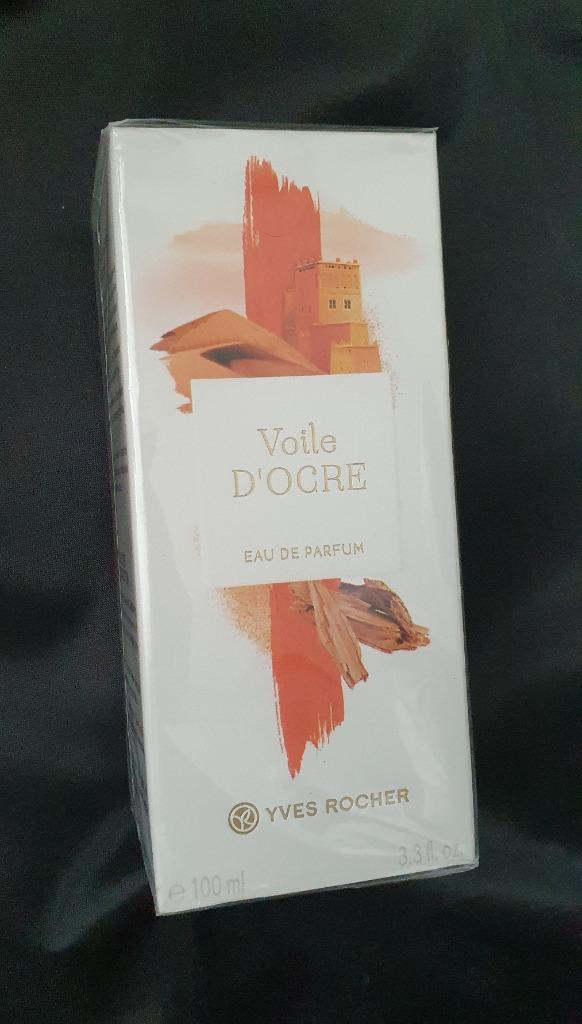 Voile
D'OCRE
EAU DE PARFUM
YVES ROCHER
3.3 fl. oz.
e 100 ml